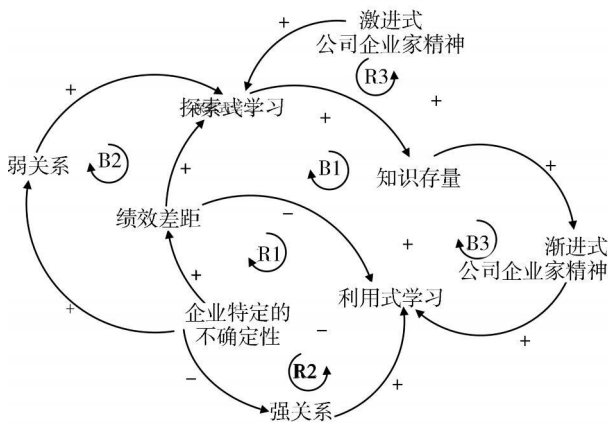 +
激进式
公司企业家精神
R3
+
+
探索式学习
+
+
弱关系
B2
+
B1
知识存量
+
绩效差距
−
R1
+
B3
渐进式
公司企业家精神
+
利用式学习
企业特定的
不确定性
+
−
+
R2
−
+
强关系